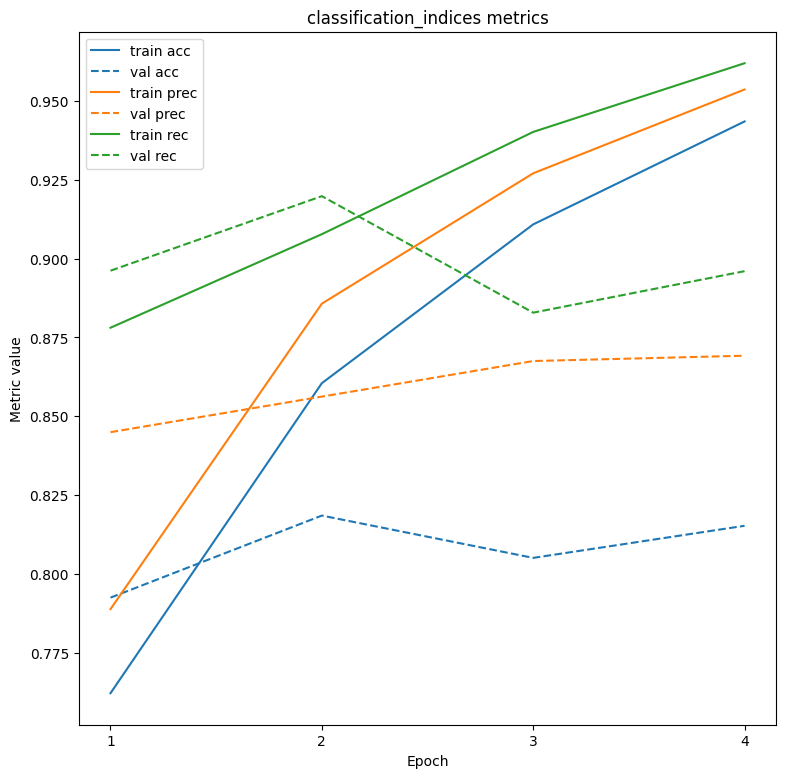 classification_indices metrics
train acc
val acc
train prec
val prec
train rec
val rec
Metric value
0.950
0.925
0.900
0.875
0.850
0.825
0.800
0.775
1
2
3
4
Epoch